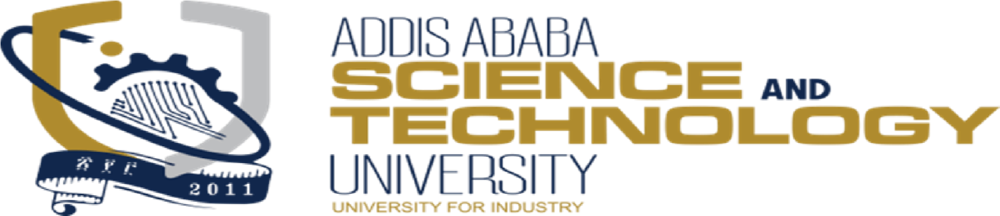 ADDIS ABABA
SCIENCE AND
TECHNOLOGY
UNIVERSITY
UNIVERSITY FOR INDUSTRY
2011